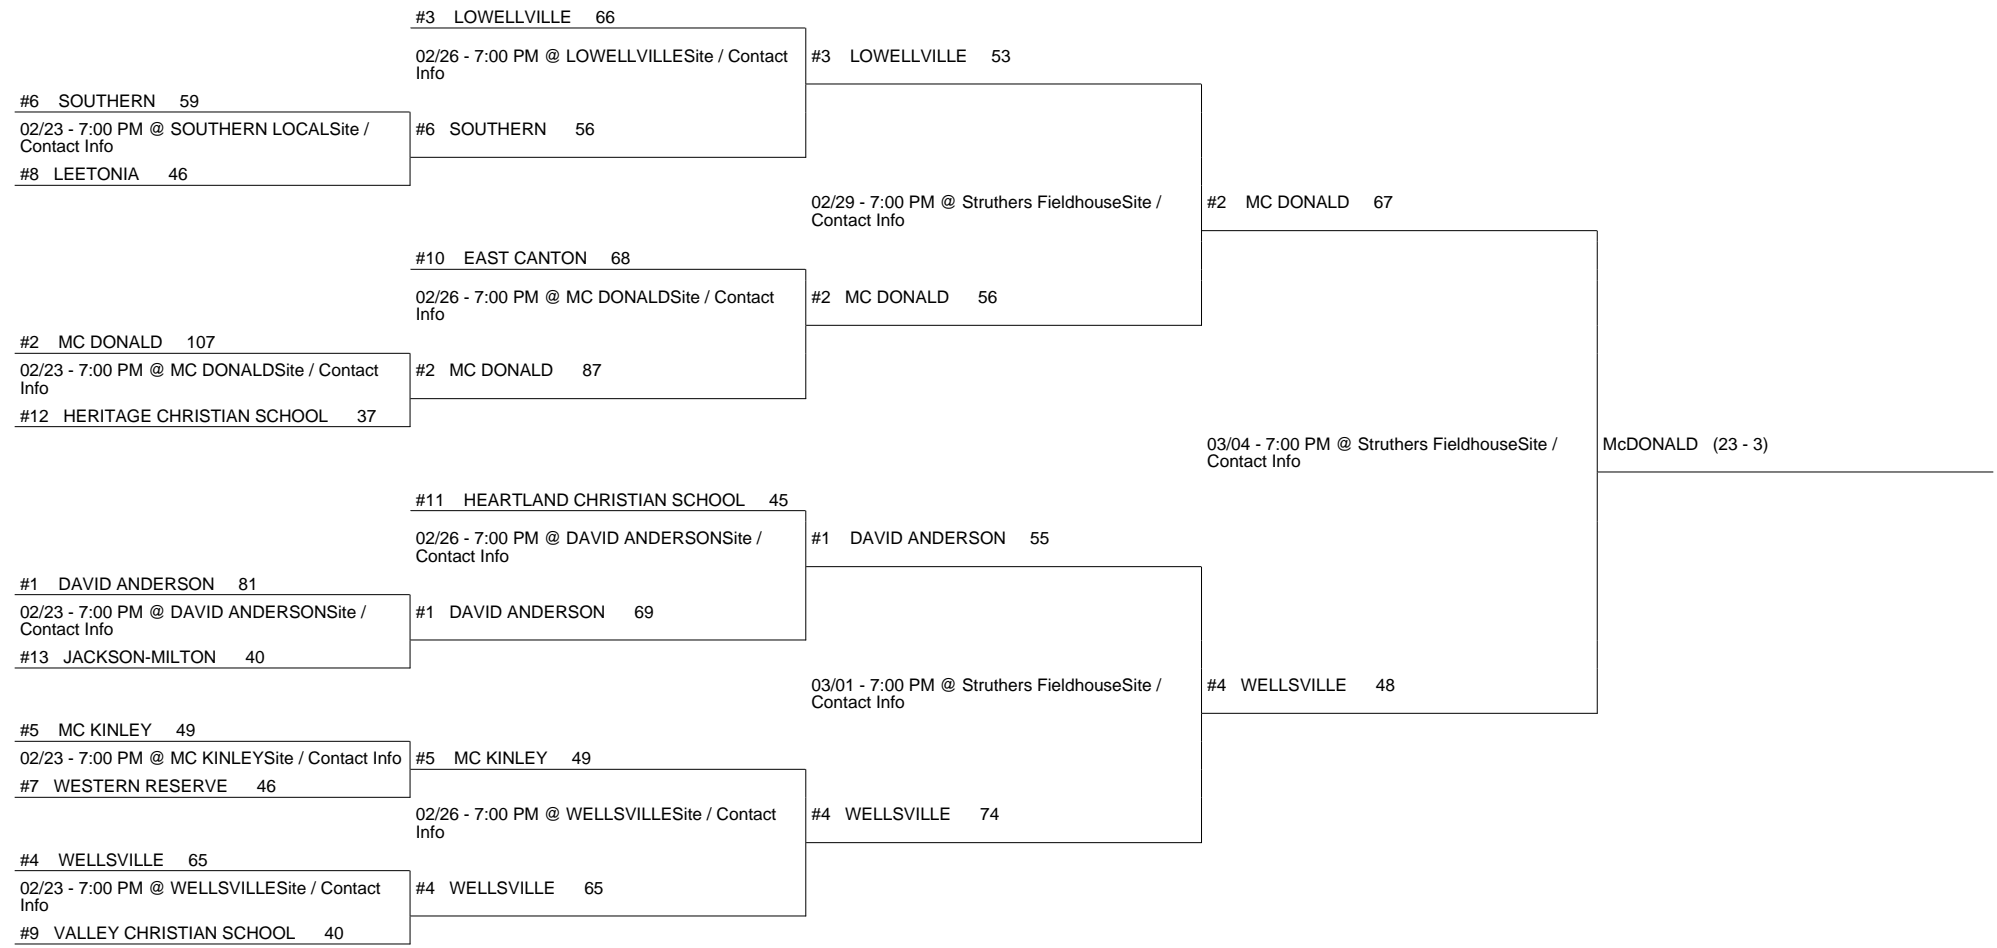 #3 LOWELLVILLE 66
02/26 - 7:00 PM @ LOWELLVILLESite / Contact
Info
#3 LOWELLVILLE 53
#6 SOUTHERN 59
02/23 - 7:00 PM @ SOUTHERN LOCALSite /
Contact Info
#6 SOUTHERN 56
#8 LEETONIA 46
02/29 - 7:00 PM @ Struthers FieldhouseSite /
Contact Info
#2 MC DONALD 67
#10 EAST CANTON 68
02/26 - 7:00 PM @ MC DONALDSite / Contact
Info
#2 MC DONALD 56
#2 MC DONALD 107
02/23 - 7:00 PM @ MC DONALDSite / Contact
Info
#2 MC DONALD 87
#12 HERITAGE CHRISTIAN SCHOOL 37
03/04 - 7:00 PM @ Struthers FieldhouseSite /
Contact Info
McDONALD (23 - 3)
#11 HEARTLAND CHRISTIAN SCHOOL 45
02/26 - 7:00 PM @ DAVID ANDERSONSite /
Contact Info
#1 DAVID ANDERSON 55
#1 DAVID ANDERSON 81
02/23 - 7:00 PM @ DAVID ANDERSONSite /
Contact Info
#1 DAVID ANDERSON 69
#13 JACKSON-MILTON 40
03/01 - 7:00 PM @ Struthers FieldhouseSite /
Contact Info
#4 WELLSVILLE 48
#5 MC KINLEY 49
02/23 - 7:00 PM @ MC KINLEYSite / Contact Info
#5 MC KINLEY 49
#7 WESTERN RESERVE 46
02/26 - 7:00 PM @ WELLSVILLESite / Contact
Info
#4 WELLSVILLE 74
#4 WELLSVILLE 65
02/23 - 7:00 PM @ WELLSVILLESite / Contact
Info
#4 WELLSVILLE 65
#9 VALLEY CHRISTIAN SCHOOL 40